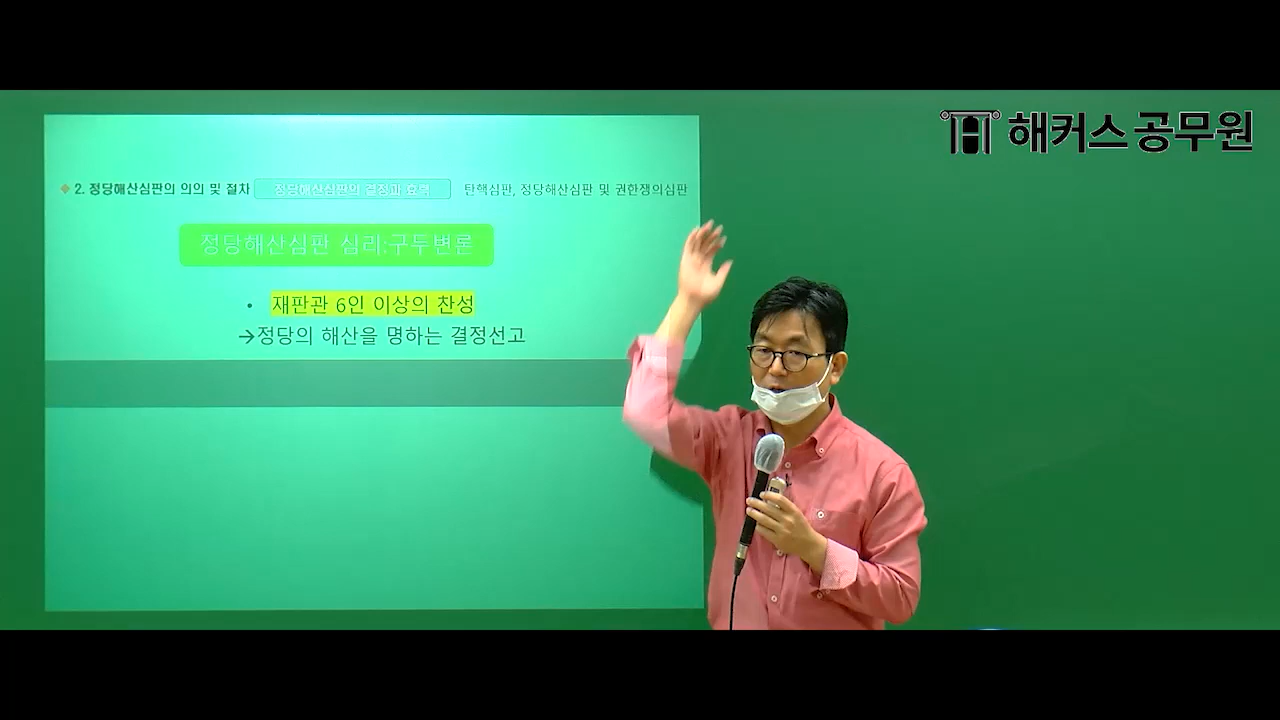 해커스 공무원
2. 정당해산심판의 의의 및 절차 정당해산심판의 결정과 효력 탄핵심판, 정당해산심판 및 권한쟁의심판
정당해산심판 심리:구두변론
• 재판관 6인 이상의 찬성
→정당의 해산을 명하는 결정선고